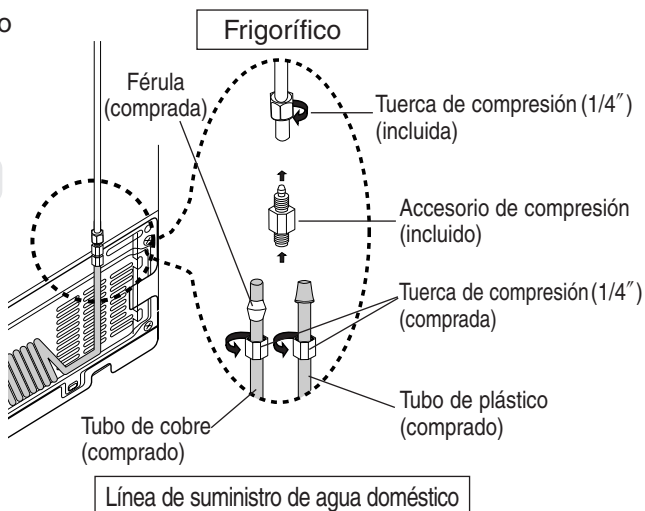 o
Frigorífico
Férula
(comprada)
Tuerca de compresión (1/4″)
(incluida)
Accesorio de compresión
(incluido)
Tuerca de compresión (1/4″)
(comprada)
Tubo de plástico
(comprado)
Tubo de cobre
(comprado)
Línea de suministro de agua doméstico